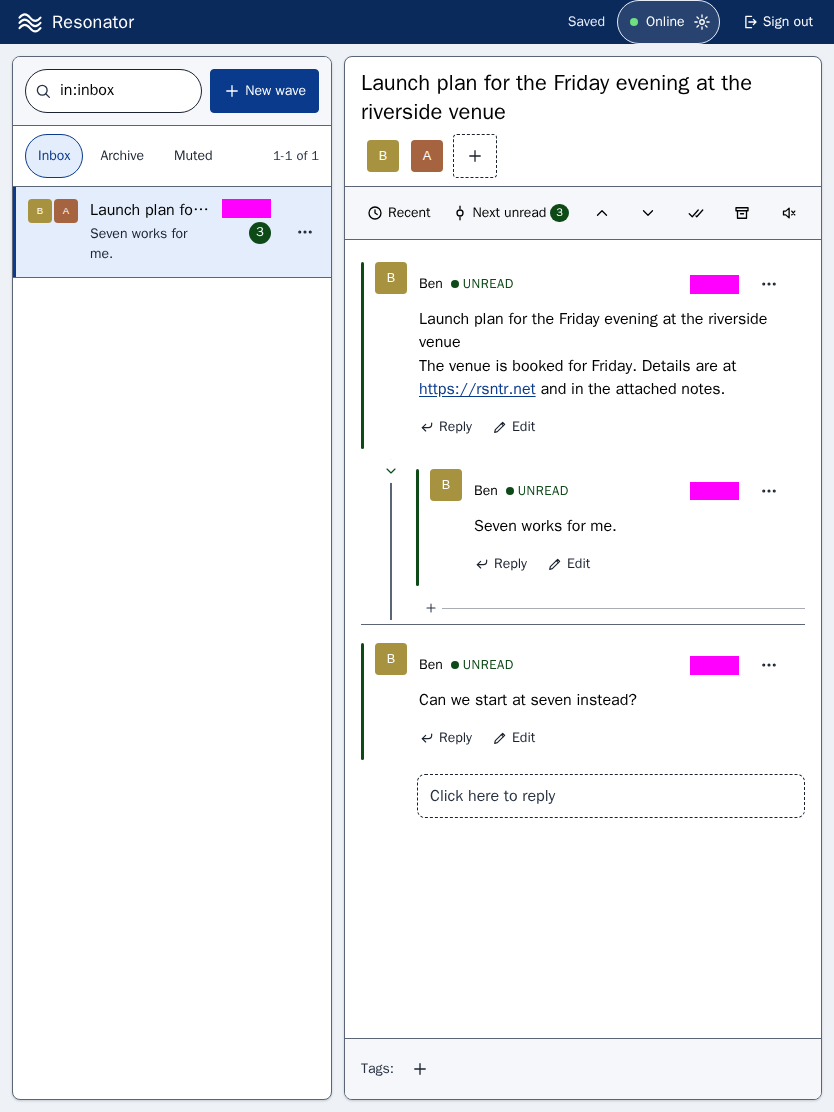 Resonator
Saved
Online
Sign out
in:inbox
New wave
Inbox
Archive
Muted
1-1 of 1
B
A
Launch plan fo···
Seven works for
me.
3
Launch plan for the Friday evening at the
riverside venue
B
A
Recent
Next unread 3
B
Ben
UNREAD
Launch plan for the Friday evening at the riverside
venue
The venue is booked for Friday. Details are at
https://rsntr.net and in the attached notes.
Reply
Edit
B
Ben
UNREAD
Seven works for me.
Reply
Edit
B
Ben
UNREAD
Can we start at seven instead?
Reply
Edit
Click here to reply
Tags: